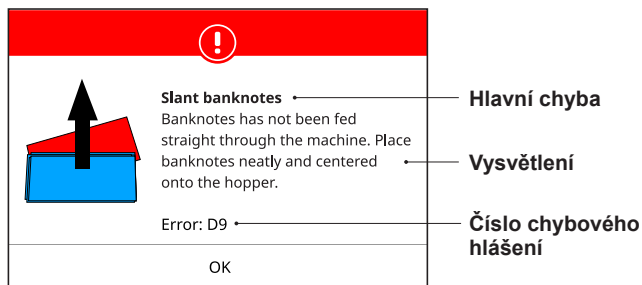 !
Slant banknotes
Banknotes has not been fed
straight through the machine. Place
banknotes neatly and centered
onto the hopper.
Error: D9
OK
Hlavní chyba
Vysvětlení
Číslo chybového
hlášení